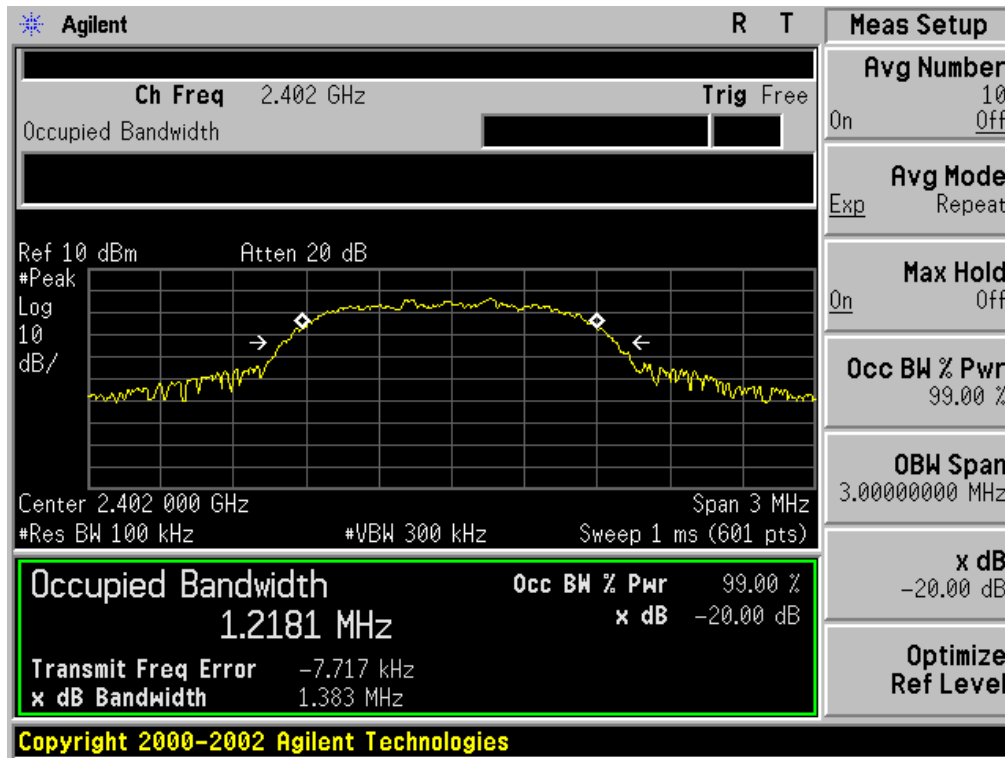 Agilent R T
Ch Freq 2.402 GHz Trig Free
Occupied Bandwidth
Ref 10 dBm Atten 20 dB
#Peak
Log
10
dB/
Center 2.402 000 GHz Span 3 MHz
#Res BW 100 kHz #VBW 300 kHz Sweep 1 ms (601 pts)
Occupied Bandwidth Occ BW % Pwr 99.00 %
1.2181 MHz x dB -20.00 dB
Transmit Freq Error -7.717 kHz
x dB Bandwidth 1.383 MHz
Copyright 2000-2002 Agilent Technologies
Meas Setup
Avg Number
10
On Off
Avg Mode
Exp Repeat
Max Hold
On Off
Occ BW % Pwr
99.00 %
OBW Span
3.00000000 MHz
x dB
-20.00 dB
Optimize
Ref Level